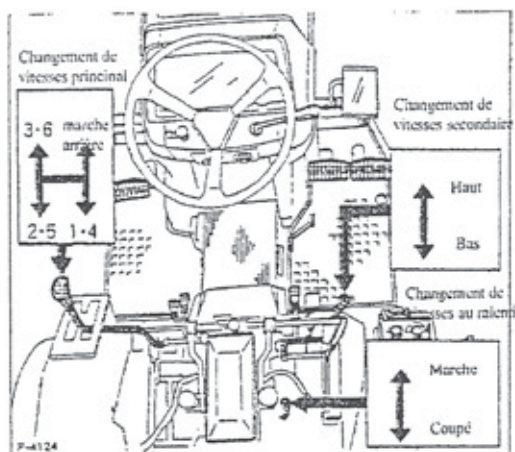 Changement de
vitesses principal
3·6 marche
arrière
2·5 1·4
Changement de
vitesses secondaire
Haut
Bas
Changement de
vitesses au ralenti
Marche
Coupé
F-4124